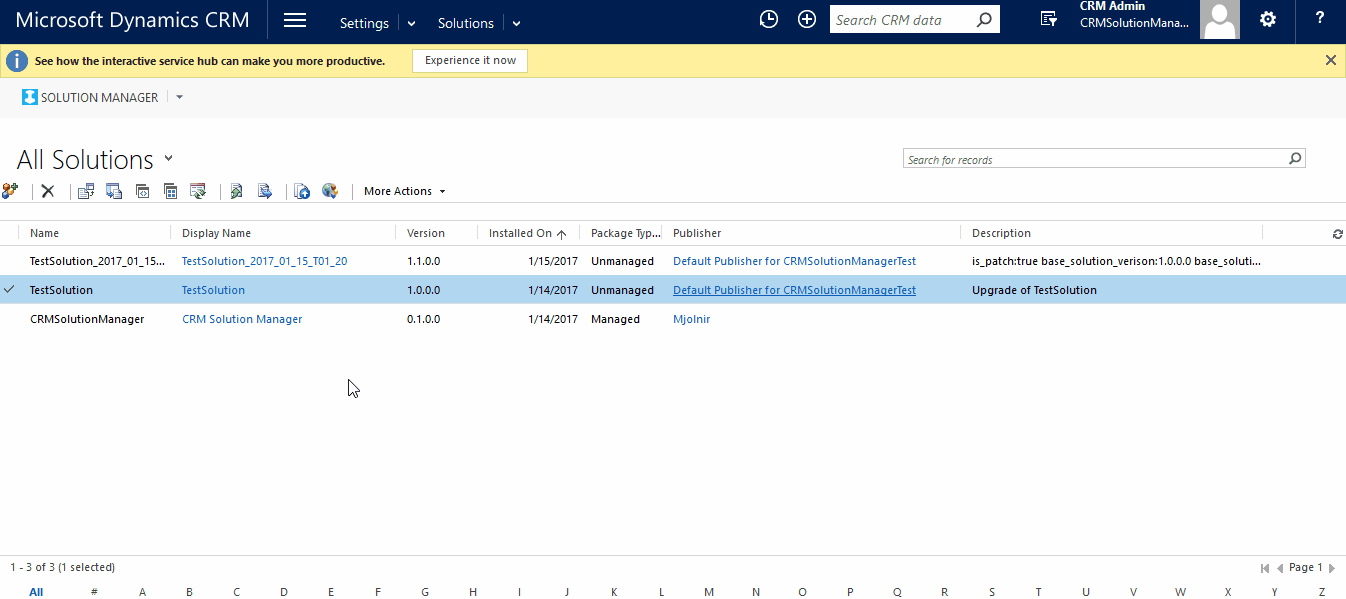 Microsoft Dynamics CRM Settings Solutions Search CRM data CRM Admin CRMSolutionMana... ?
See how the interactive service hub can make you more productive. Experience it now
SOLUTION MANAGER
All Solutions Search for records
More Actions
Name Display Name Version Installed On Package Typ... Publisher Description
TestSolution_2017_01_15... TestSolution_2017_01_15_T01_20 1.1.0.0 1/15/2017 Unmanaged Default Publisher for CRMSolutionManagerTest is_patch:true base_solution_verison:1.0.0.0 base_soluti...
TestSolution TestSolution 1.0.0.0 1/14/2017 Unmanaged Default Publisher for CRMSolutionManagerTest Upgrade of TestSolution
CRMSolutionManager CRM Solution Manager 0.1.0.0 1/14/2017 Managed Mjolnir
1 - 3 of 3 (1 selected) Page 1
All # A B C D E F G H I J K L M N O P Q R S T U V W X Y Z